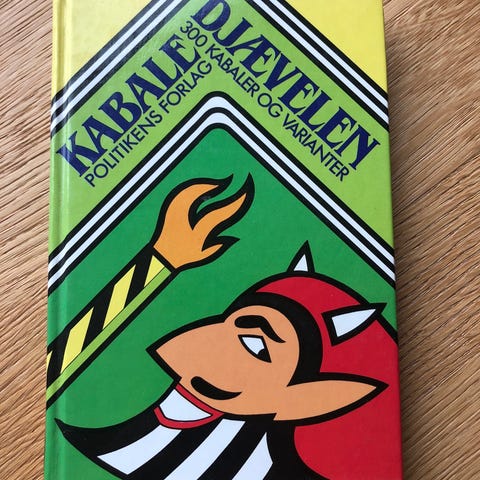 KABALE
DJÆVELEN
300 KABALER OG VARIANTER
POLITIKENS FORLAG